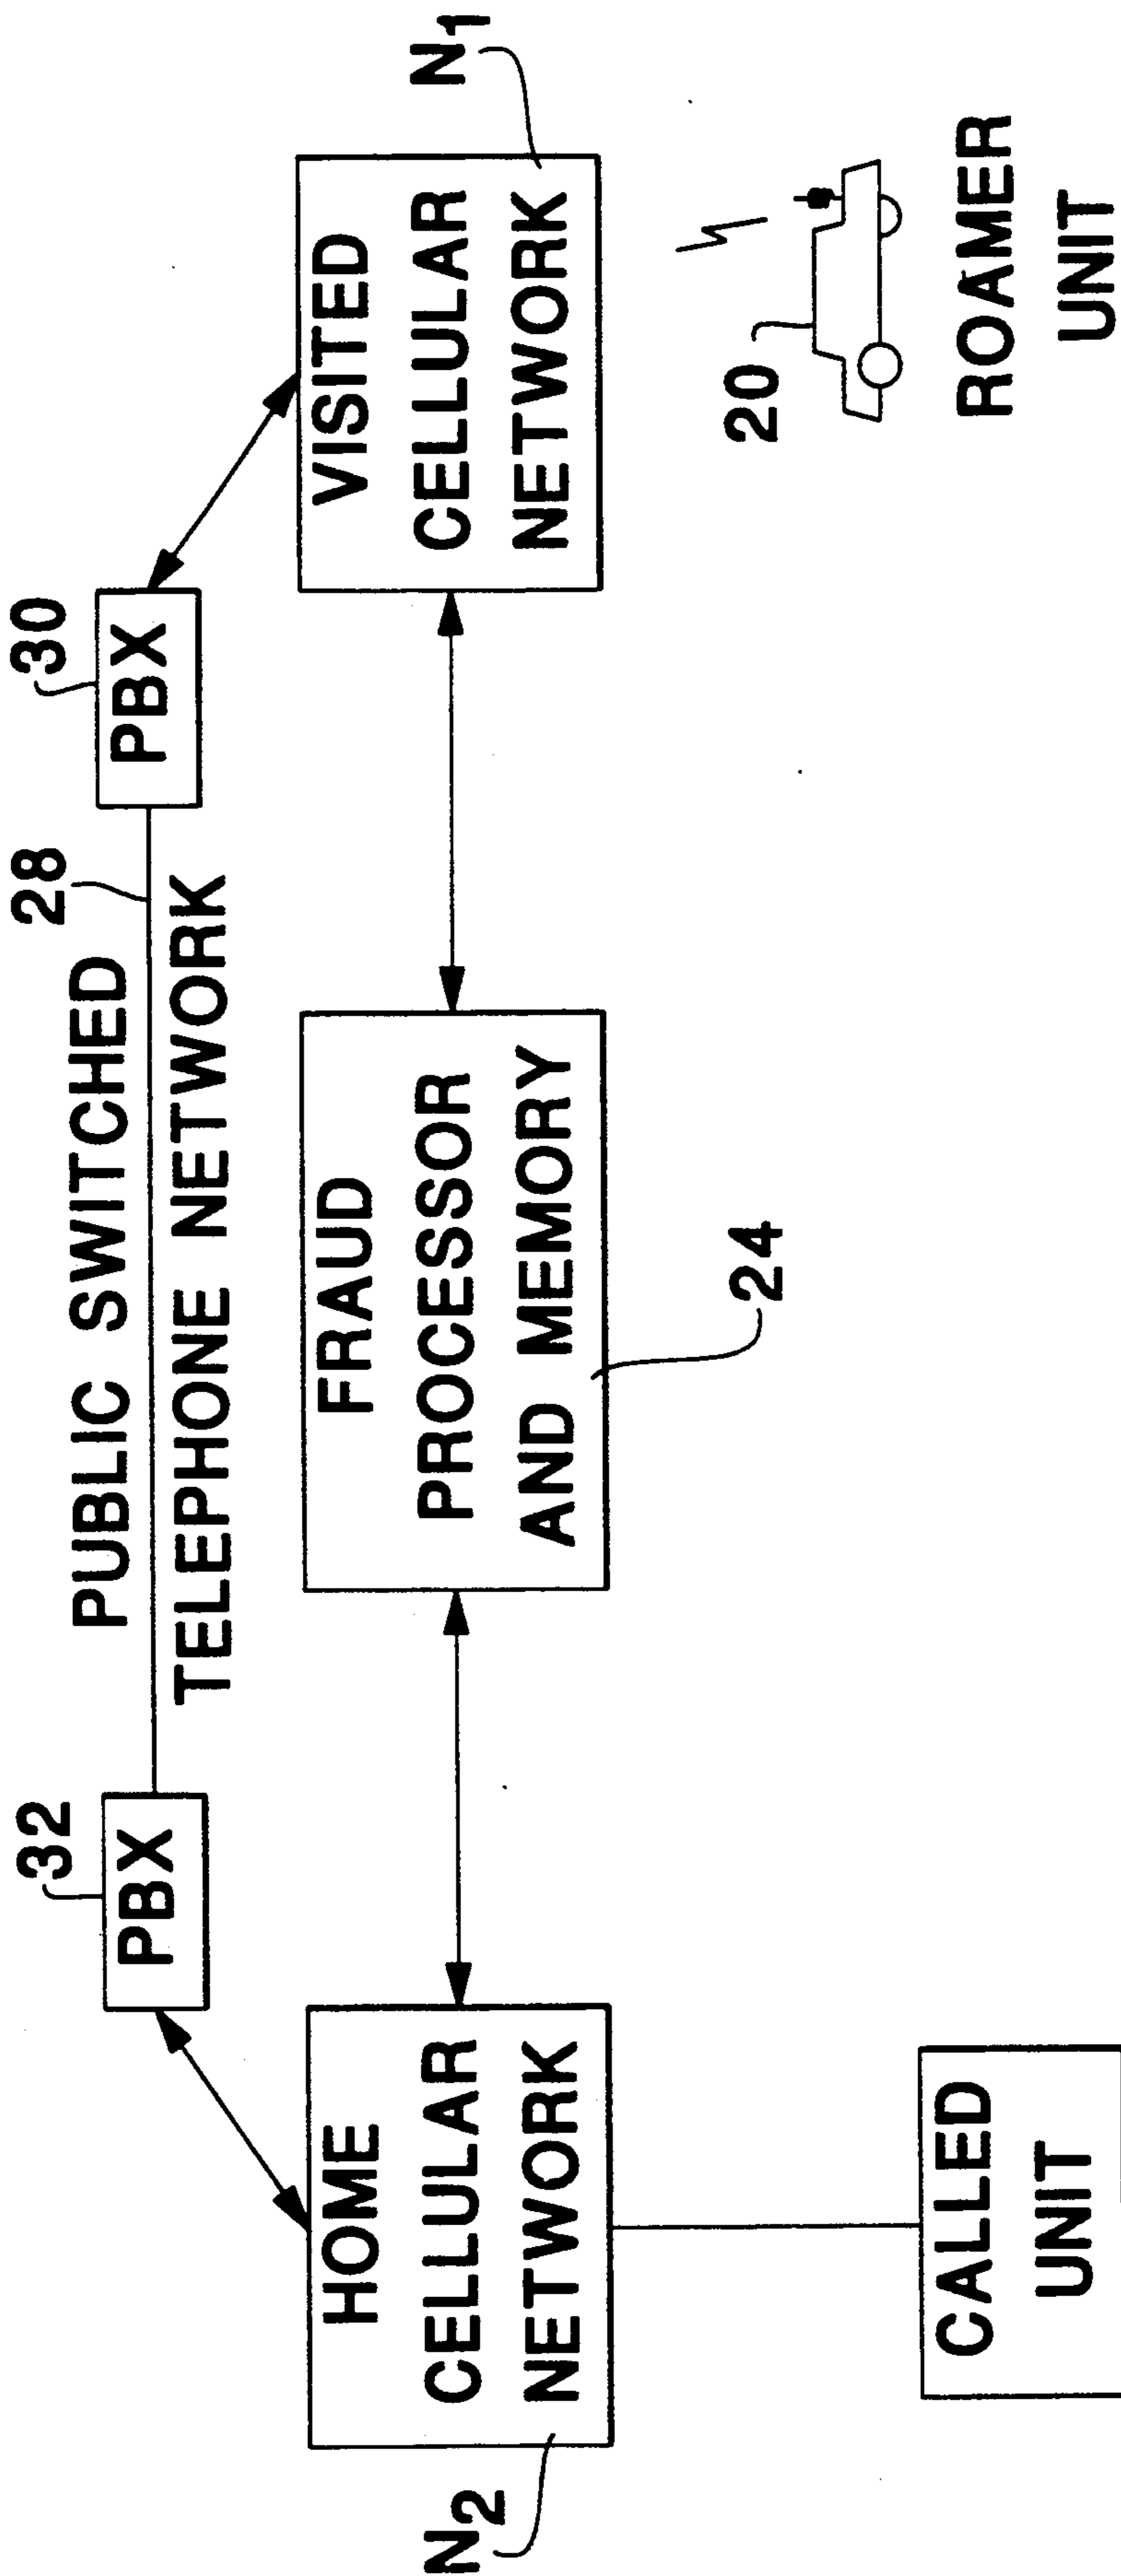 32
PBX
PUBLIC SWITCHED
TELEPHONE NETWORK
28
30
PBX
N2
HOME
CELLULAR
NETWORK
FRAUD
PROCESSOR
AND MEMORY
24
VISITED
CELLULAR
NETWORK
N1
CALLED
UNIT
20
ROAMER
UNIT